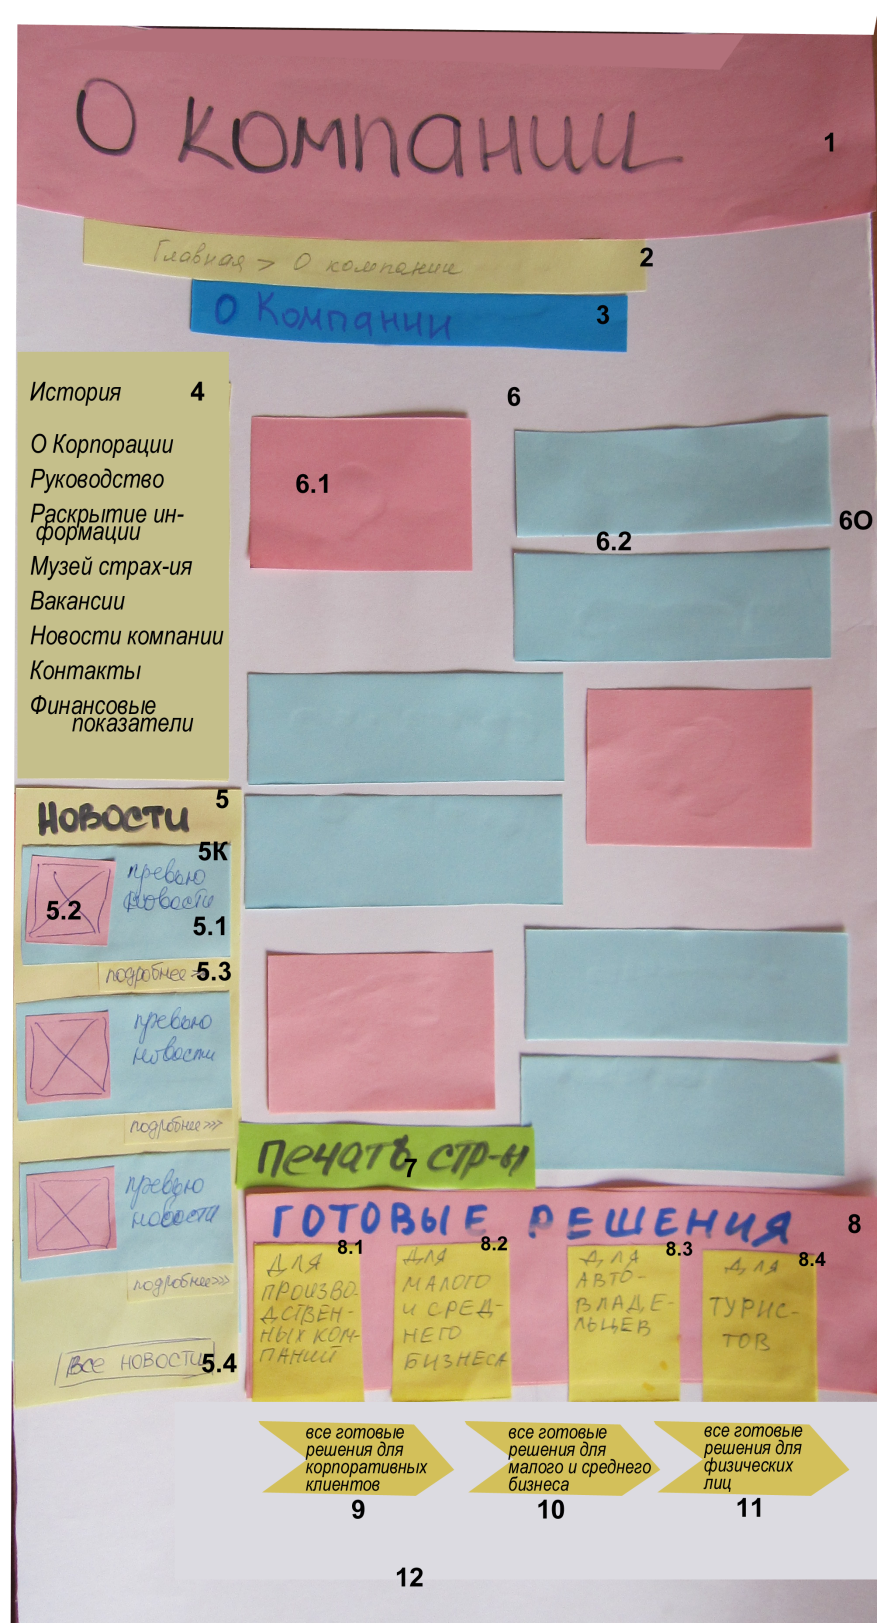 О компании
1
Главная > О компании
2
О Компании
3
История
4
О Корпорации
Руководство
Раскрытие ин-
формации
Музей страх-ия
Вакансии
Новости компании
Контакты
Финансовые
показатели
6
6.1
6.2
6О
5
Новости
5К
превью
новости
5.2
5.1
подробнее
5.3
превью
новости
подробнее>>>
превью
новости
подробнее>>>
Все новости
5.4
Печать стр-ы
7
ГОТОВЫЕ РЕШЕНИЯ
8
8.1
ДЛЯ
ПРОИЗВО-
ДСТВЕН-
НЫХ КОМ-
ПАНИЙ
8.2
ДЛЯ
МАЛОГО
И СРЕД-
НЕГО
БИЗНЕСА
8.3
ДЛЯ
АВТО-
ВЛАДЕ-
ЛЬЦЕВ
8.4
ДЛЯ
ТУРИС-
ТОВ
все готовые
решения для
корпоративных
клиентов
9
все готовые
решения для
малого и среднего
бизнеса
10
все готовые
решения для
физических
лиц
11
12